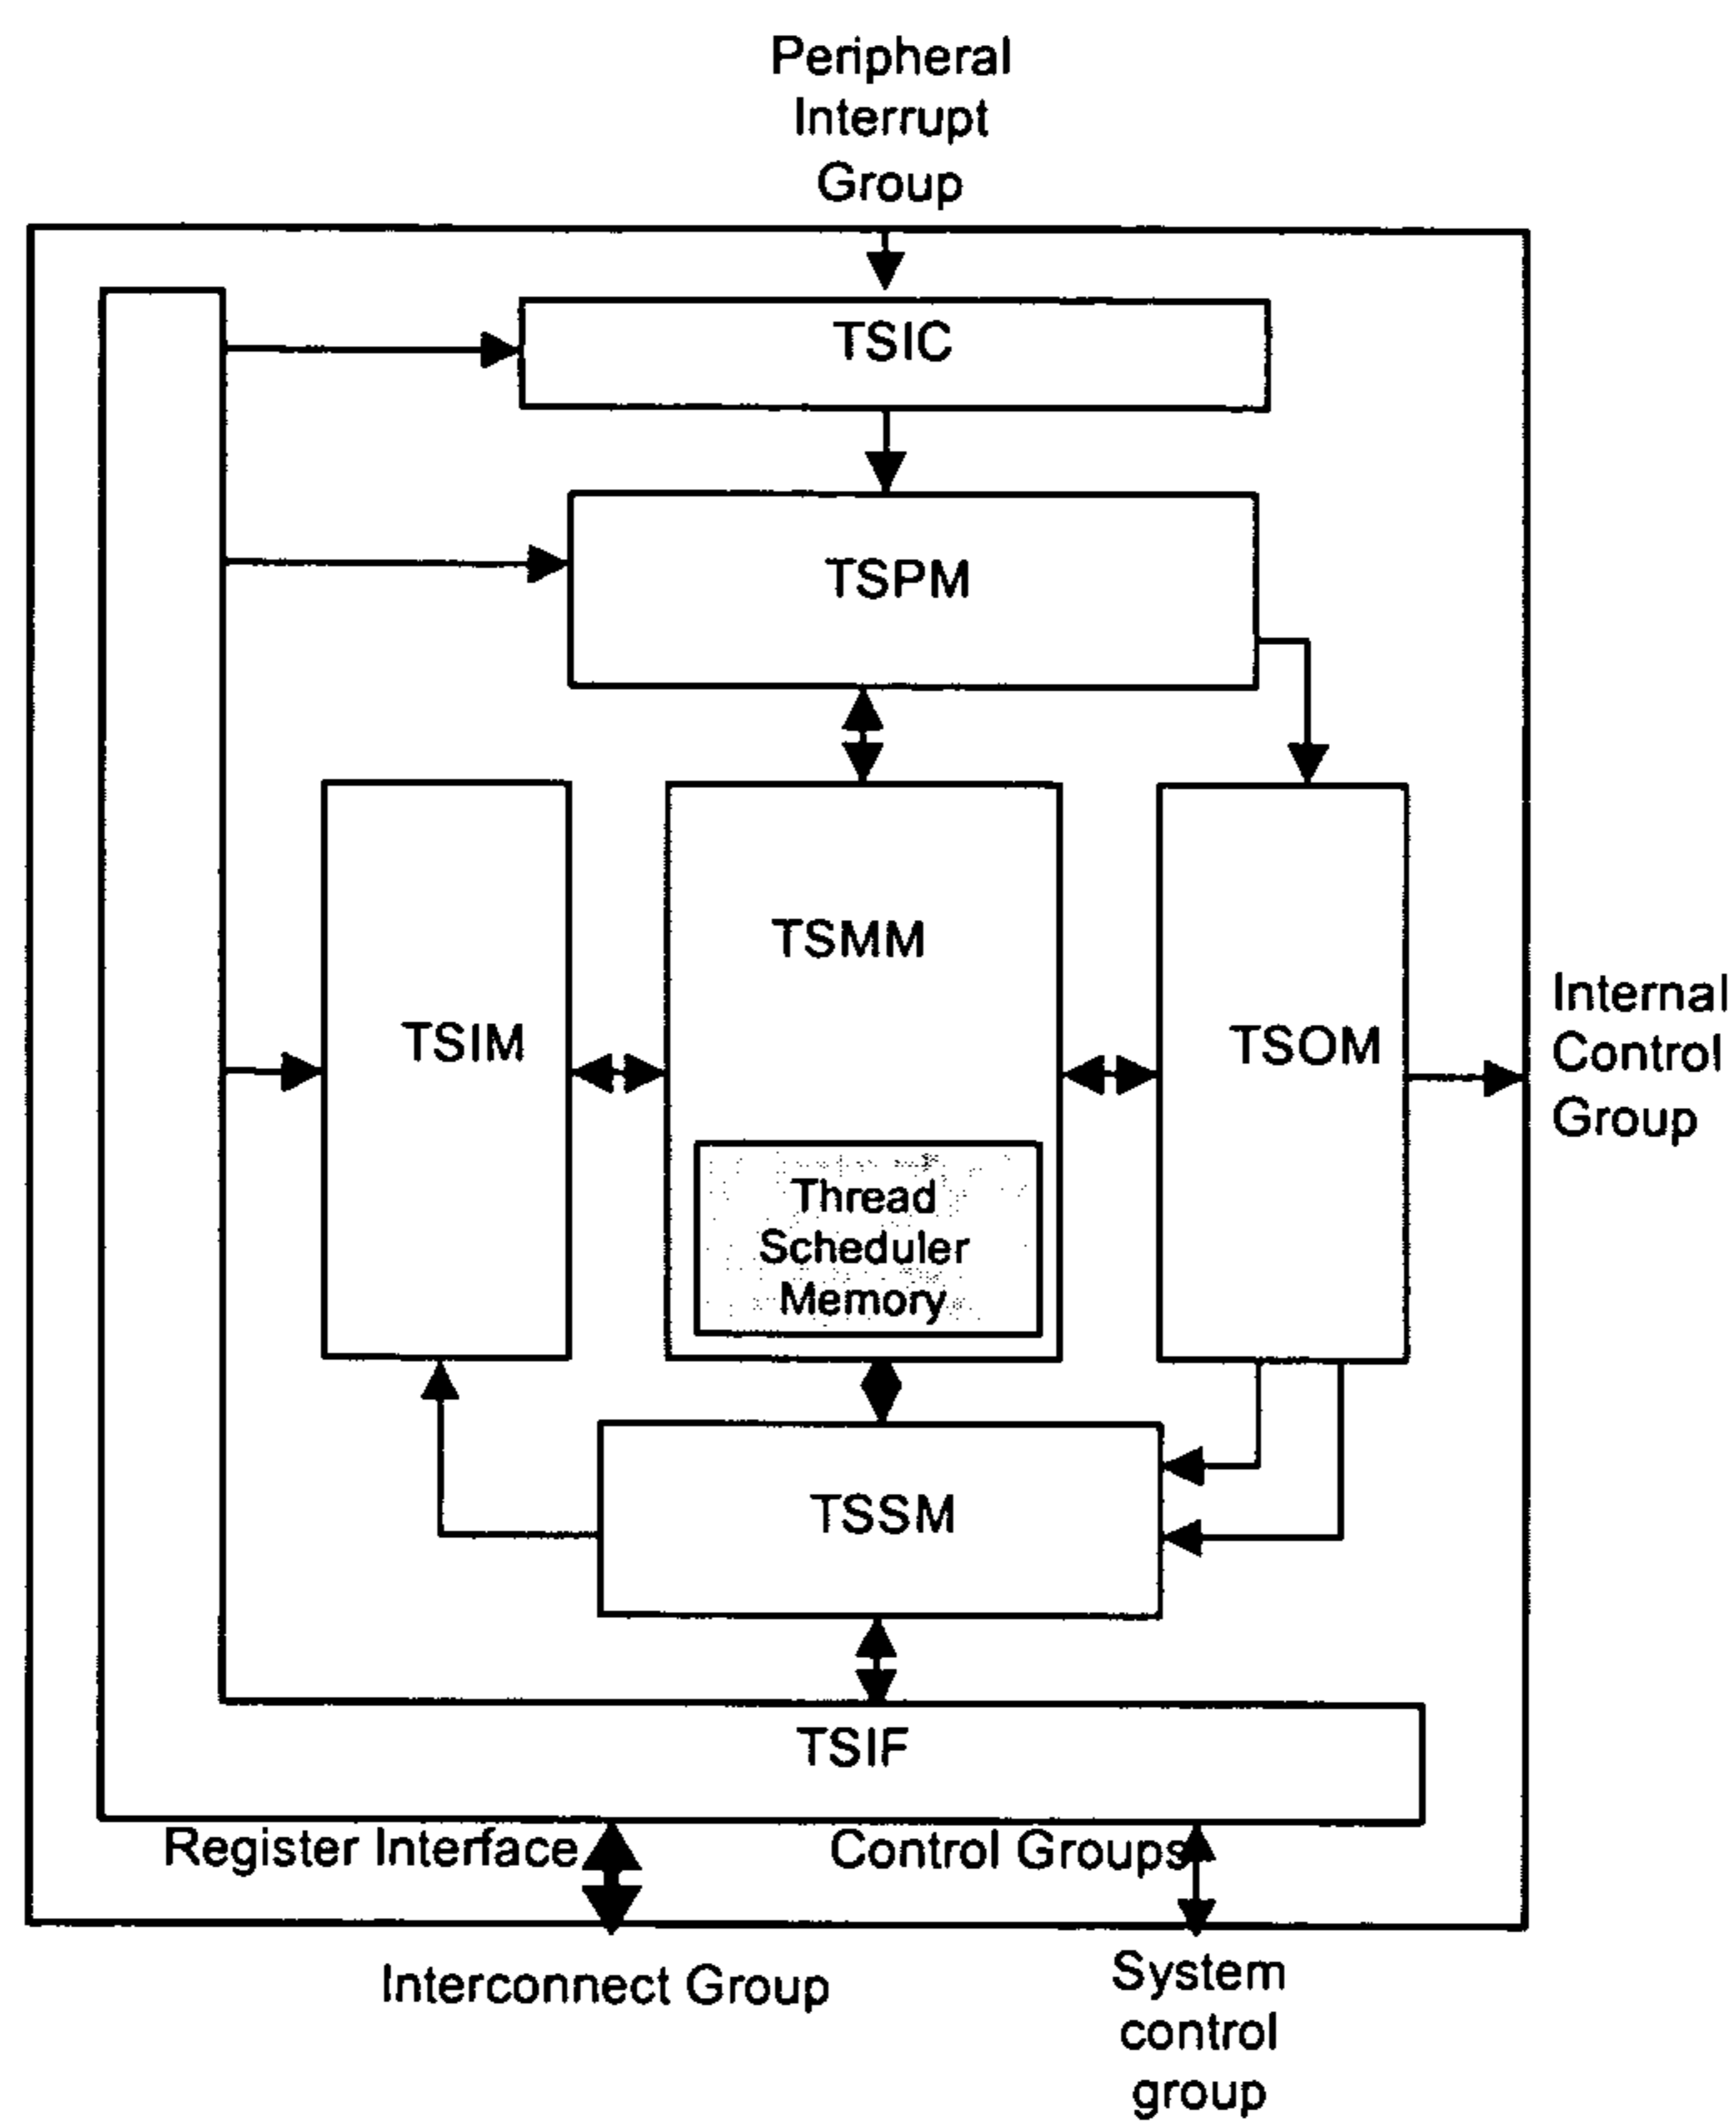 Peripheral
Interrupt
Group
TSIC
TSPM
TSIM
TSMM
TSOM
Internal
Control
Group
Thread
Scheduler
Memory
TSSM
TSIF
Register Interface
Control Groups
Interconnect Group
System
control
group